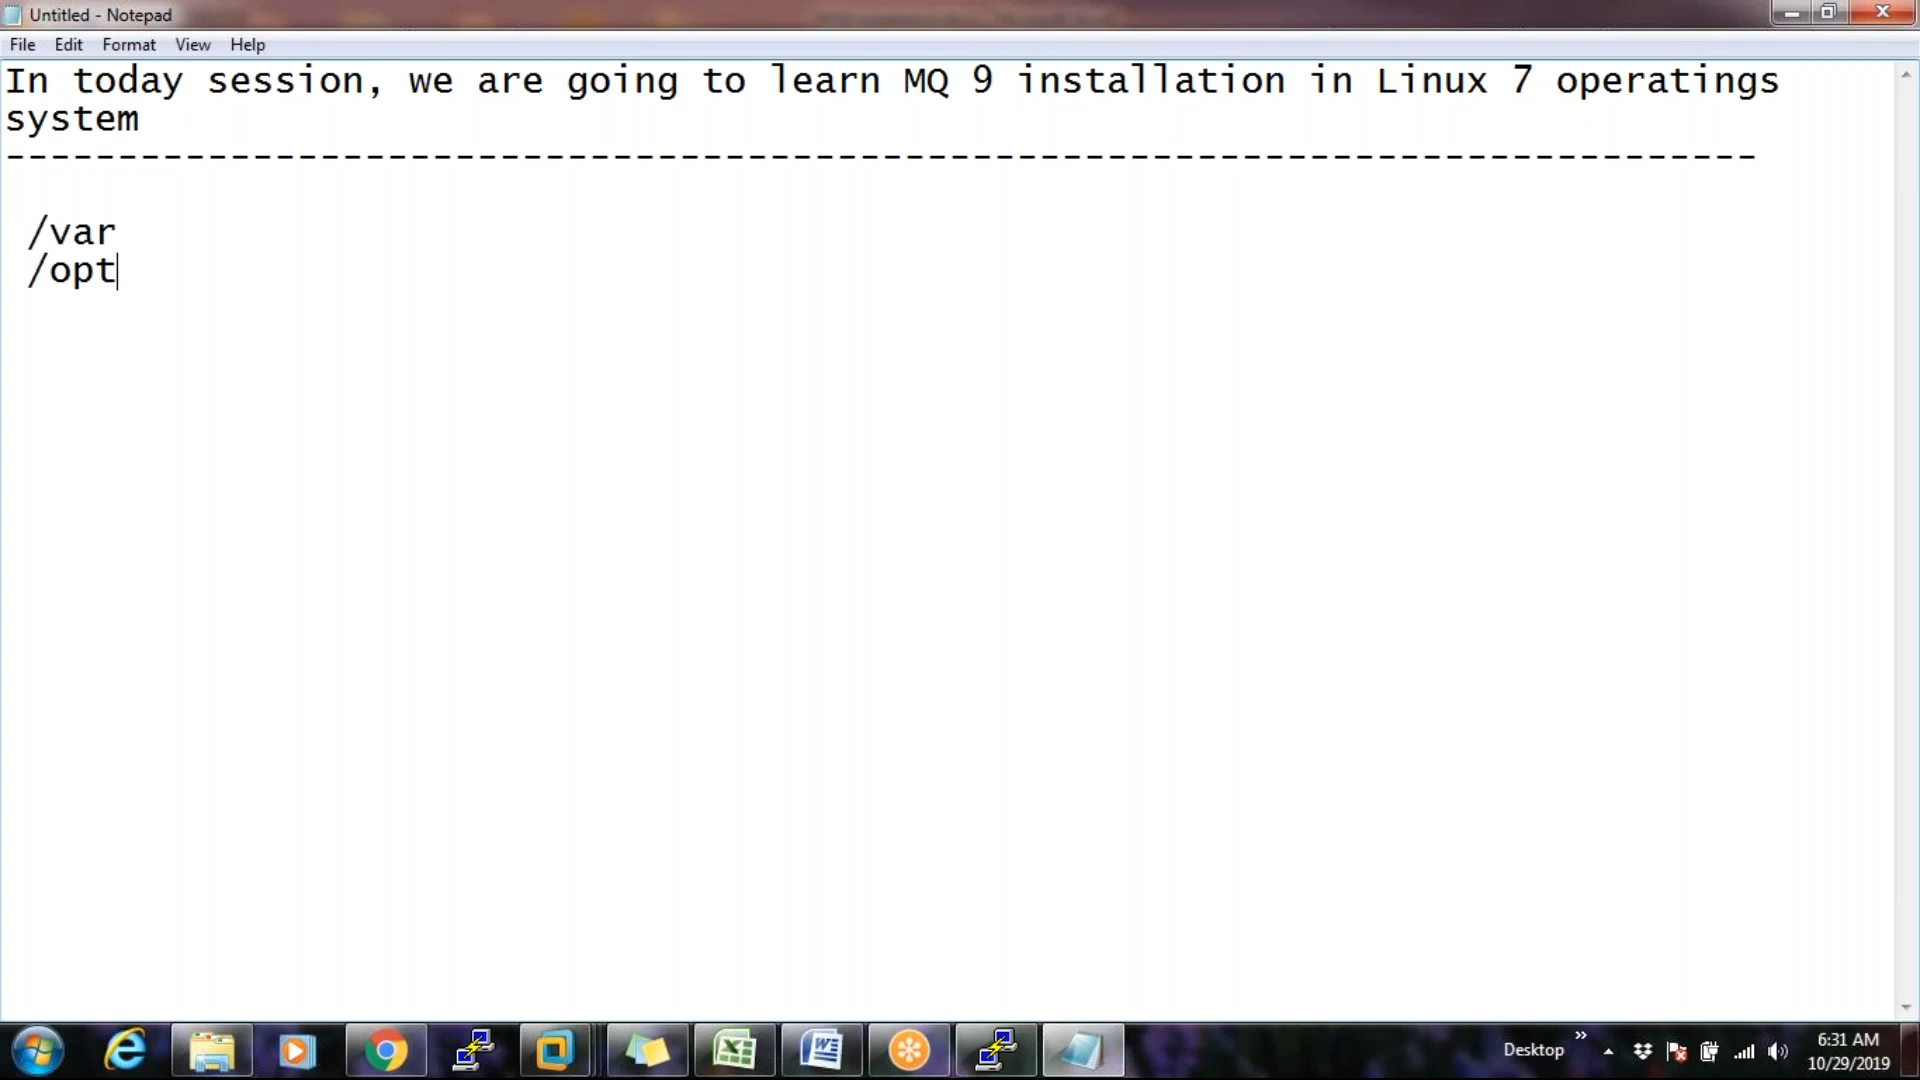 Untitled - Notepad
File Edit Format View Help
In today session, we are going to learn MQ 9 installation in Linux 7 operatings
system
-------------------------------------------------------------------------------
/var
/opt
Desktop
6:31 AM
10/29/2019